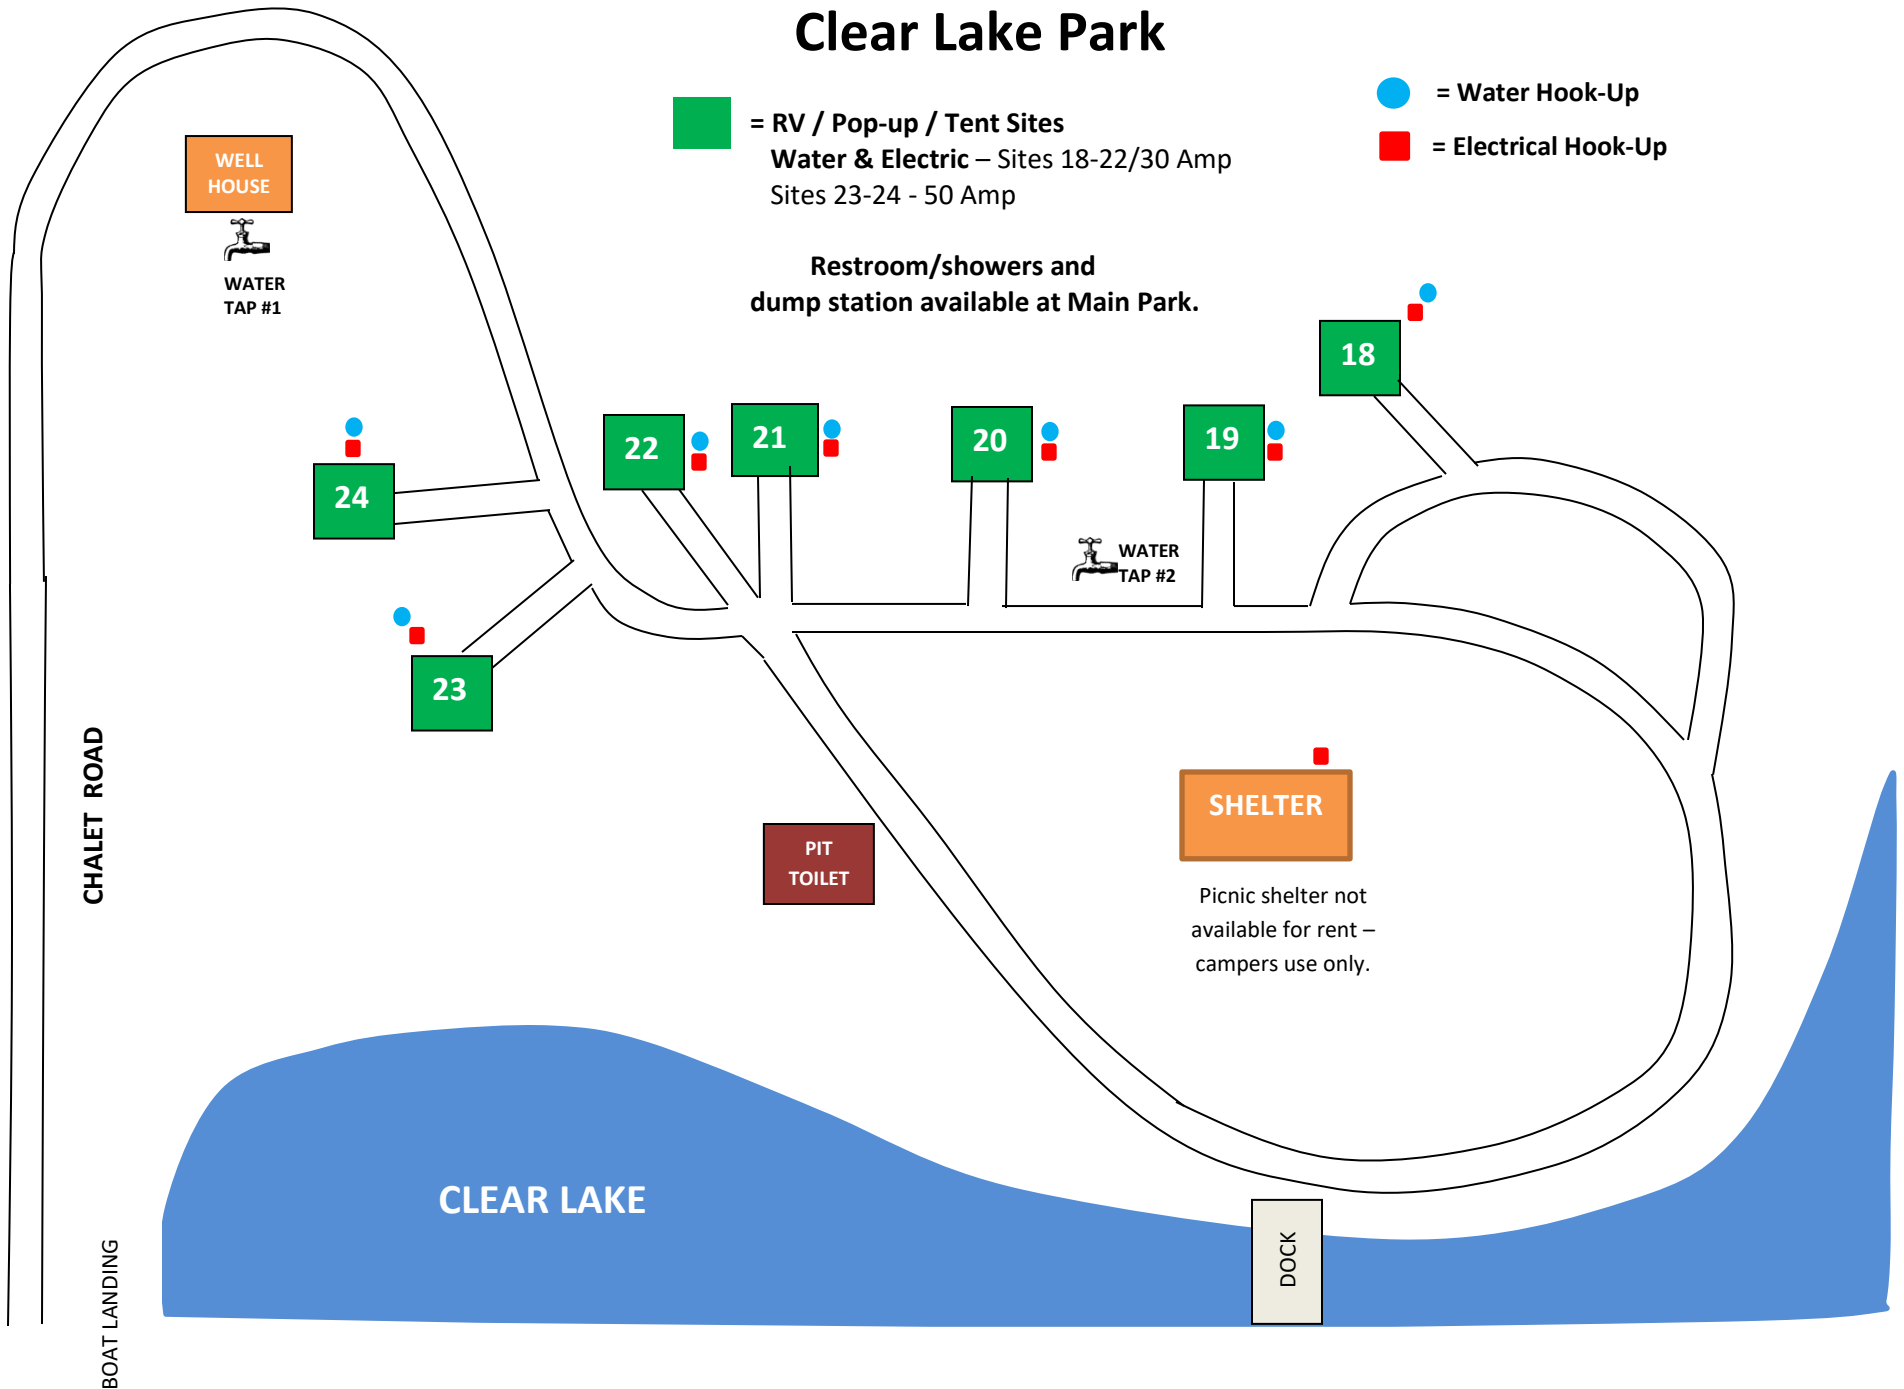 Clear Lake Park
= RV / Pop-up / Tent Sites
Water & Electric – Sites 18-22/30 Amp
Sites 23-24 - 50 Amp
= Water Hook-Up
= Electrical Hook-Up
Restroom/showers and
dump station available at Main Park.
WELL
HOUSE
WATER
TAP #1
18
19
20
21
22
24
23
WATER
TAP #2
CHALET ROAD
PIT
TOILET
SHELTER
Picnic shelter not
available for rent –
campers use only.
CLEAR LAKE
DOCK
BOAT LANDING